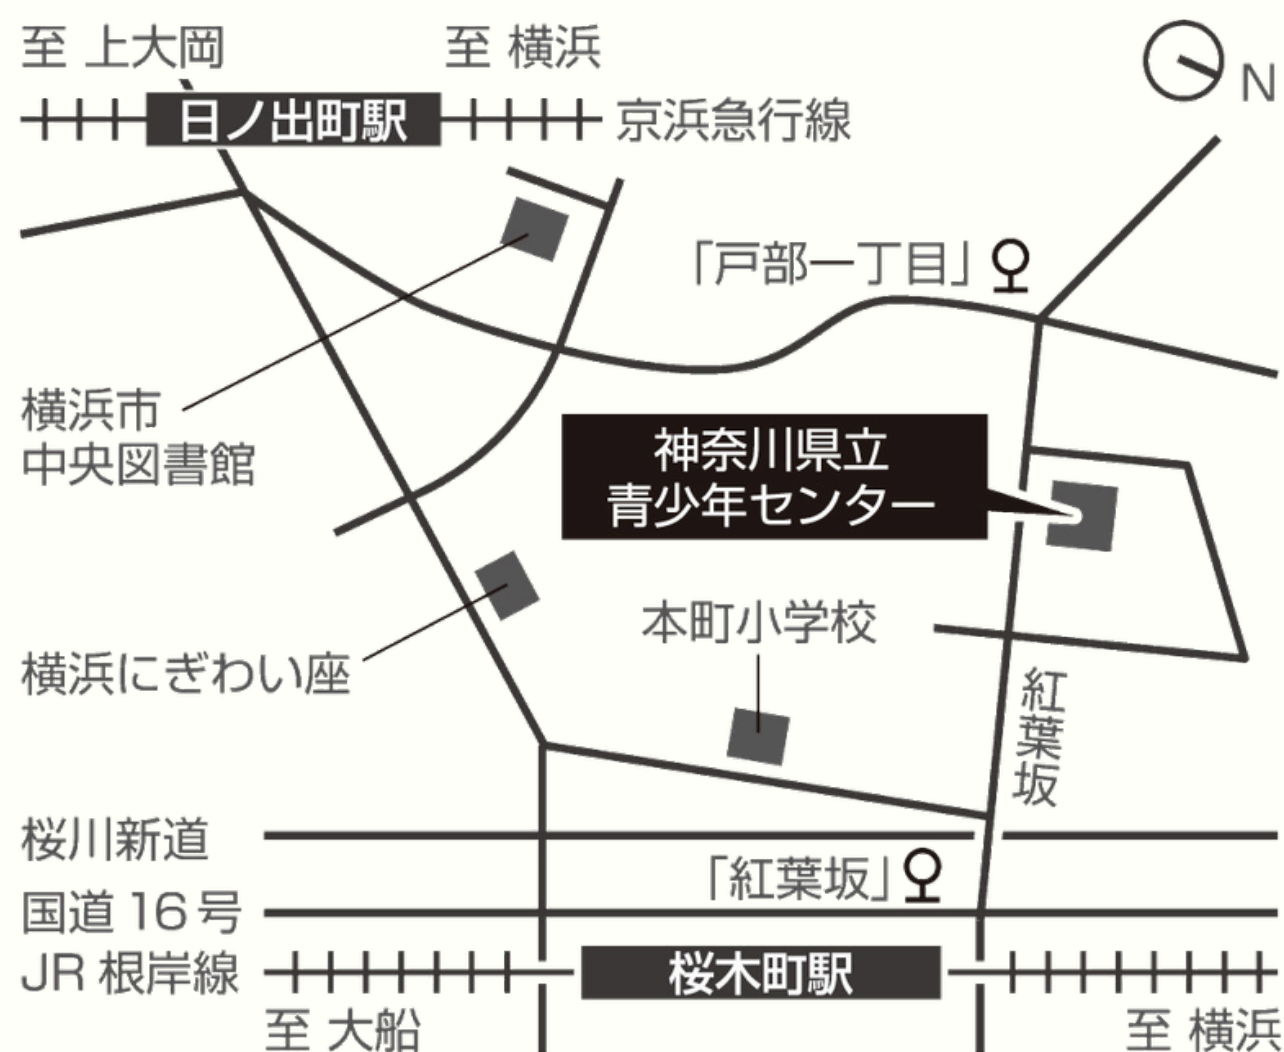 至 上大岡
至 横浜
N
日ノ出町駅
京浜急行線
「戸部一丁目」
横浜市
中央図書館
神奈川県立
青少年センター
本町小学校
横浜にぎわい座
紅葉坂
桜川新道
「紅葉坂」
国道16号
JR 根岸線
桜木町駅
至 大船
至 横浜